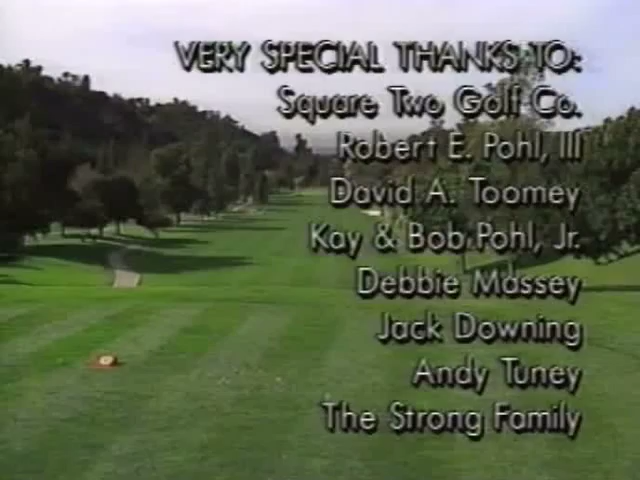 VERY SPECIAL THANKS TO:
Square Two Golf Co.
Robert E. Pohl, III
David A. Toomey
Kay & Bob Pohl, Jr.
Debbie Massey
Jack Downing
Andy Tuney
The Strong Family